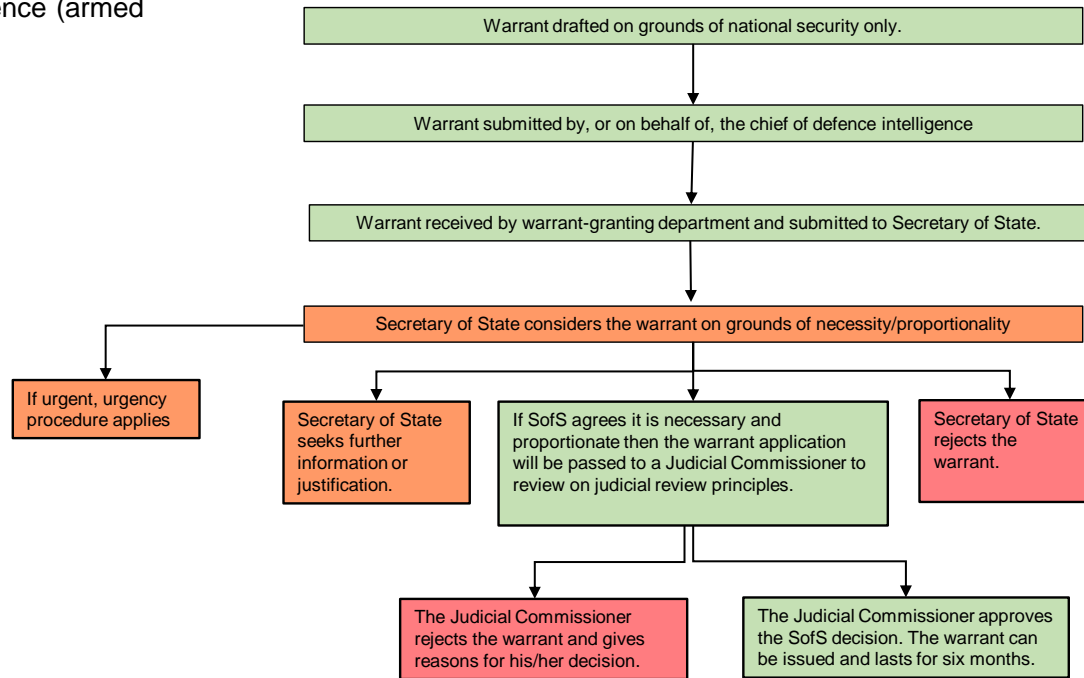 ence (armed
Warrant drafted on grounds of national security only.
Warrant submitted by, or on behalf of, the chief of defence intelligence
Warrant received by warrant-granting department and submitted to Secretary of State.
Secretary of State considers the warrant on grounds of necessity/proportionality
If urgent, urgency
procedure applies
Secretary of State
seeks further
information or
justification.
If SofS agrees it is necessary and
proportionate then the warrant application
will be passed to a Judicial Commissioner to
review on judicial review principles.
Secretary of State
rejects the
warrant.
The Judicial Commissioner
rejects the warrant and gives
reasons for his/her decision.
The Judicial Commissioner approves
the SofS decision. The warrant can
be issued and lasts for six months.